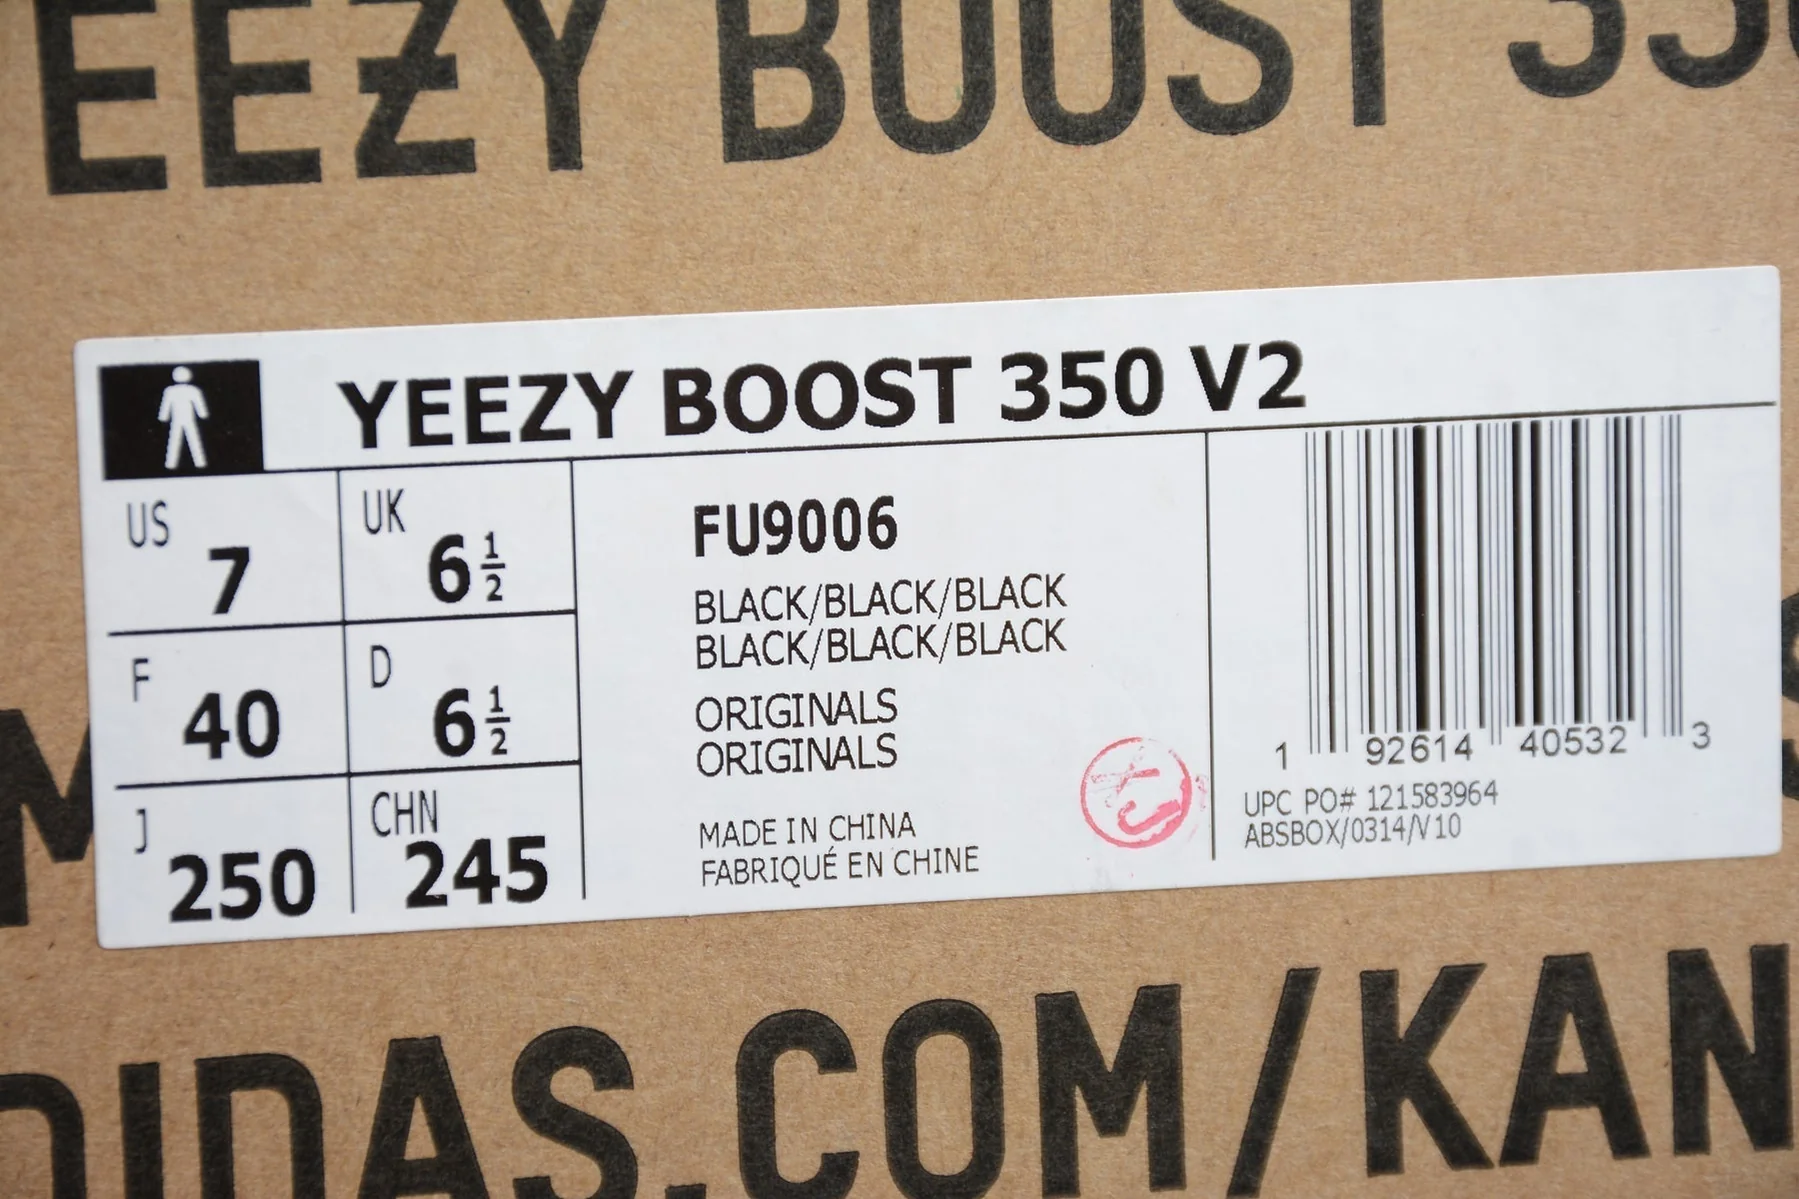 EEZY BOOST 350
YEEZY BOOST 350 V2
US 7
UK 6 1/2
F 40
D 6 1/2
J 250
CHN 245
FU9006
BLACK/BLACK/BLACK
BLACK/BLACK/BLACK
ORIGINALS
ORIGINALS
MADE IN CHINA
FABRIQUÉ EN CHINE
1 92614 40532 3
UPC PO# 121583964
ABSBOX/0314/V10
M
DIDAS.COM/KAN